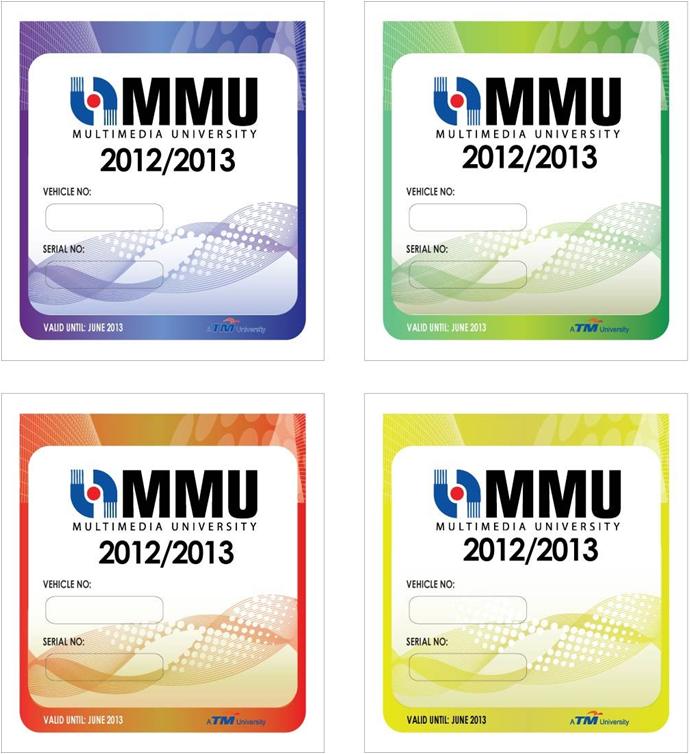 MMU
MULTIMEDIA UNIVERSITY
2012/2013
VEHICLE NO:
SERIAL NO:
VALID UNTIL: JUNE 2013
A TM University
MMU
MULTIMEDIA UNIVERSITY
2012/2013
VEHICLE NO:
SERIAL NO:
VALID UNTIL: JUNE 2013
A TM University
MMU
MULTIMEDIA UNIVERSITY
2012/2013
VEHICLE NO:
SERIAL NO:
VALID UNTIL: JUNE 2013
A TM University
MMU
MULTIMEDIA UNIVERSITY
2012/2013
VEHICLE NO:
SERIAL NO:
VALID UNTIL: JUNE 2013
A TM University